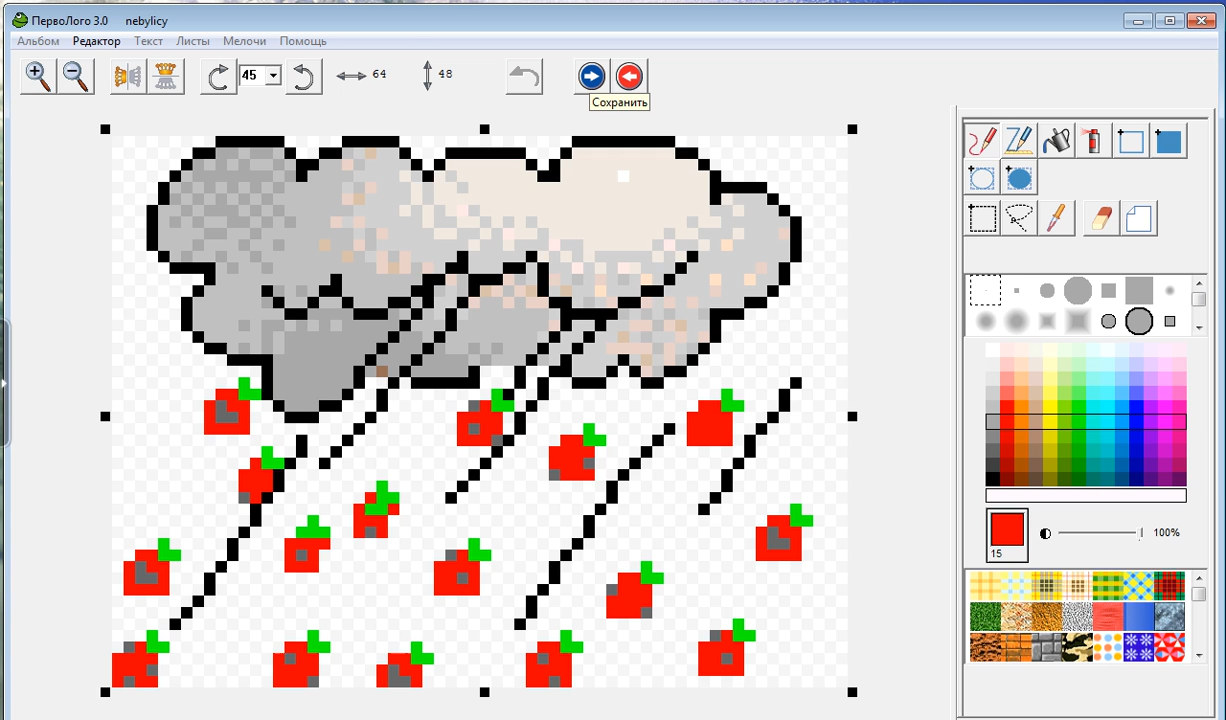 ПервоЛого 3.0 nebylicy
Альбом Редактор Текст Листы Мелочи Помощь
45 64 48
Сохранить
15
100%